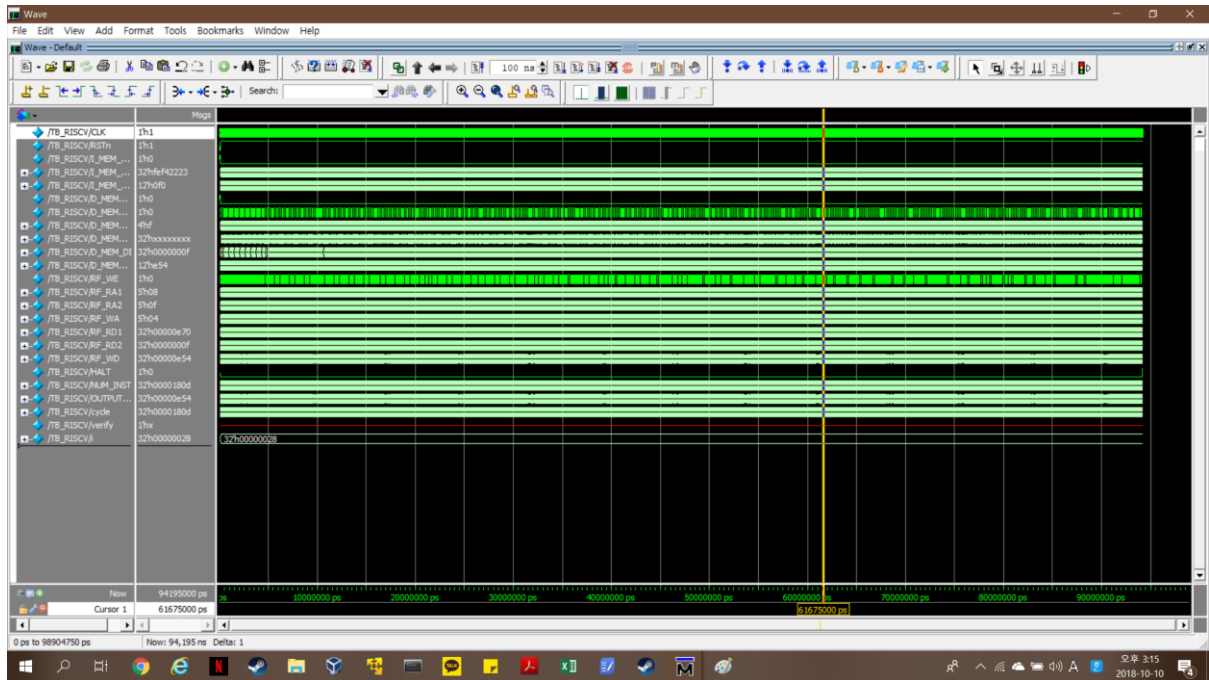 Wave
File Edit View Add Format Tools Bookmarks Window Help
Wave - Default
100 ns
Search:
Msgs
/TB_RISCV/CLK 1'h1
/TB_RISCV/RSTn 1'h1
/TB_RISCV/I_MEM_... 1'h0
/TB_RISCV/I_MEM_... 32'hfef42223
/TB_RISCV/I_MEM_... 12'h0f0
/TB_RISCV/D_MEM... 1'h0
/TB_RISCV/D_MEM... 1'h0
/TB_RISCV/D_MEM... 4'hf
/TB_RISCV/D_MEM... 32'hxxxxxxxx
/TB_RISCV/D_MEM_DI 32'h0000000f
/TB_RISCV/D_MEM... 12'he54
/TB_RISCV/RF_WE 1'h0
/TB_RISCV/RF_RA1 5'h08
/TB_RISCV/RF_RA2 5'h0f
/TB_RISCV/RF_WA 5'h04
/TB_RISCV/RF_RD1 32'h00000e70
/TB_RISCV/RF_RD2 32'h0000000f
/TB_RISCV/RF_WD 32'h00000e54
/TB_RISCV/HALT 1'h0
/TB_RISCV/NUM_INST 32'h0000180d
/TB_RISCV/OUTPUT... 32'h00000e54
/TB_RISCV/cycle 32'h0000180d
/TB_RISCV/verify 1'hx
/TB_RISCV/i 32'h00000028 32'h00000028
Now 94195000 ps ps 10000000 ps 20000000 ps 30000000 ps 40000000 ps 50000000 ps 60000000 ps 70000000 ps 80000000 ps 90000000 ps
Cursor 1 61675000 ps 61675000 ps
0 ps to 98904750 ps Now: 94,195 ns Delta: 1
오후 3:15
2018-10-10